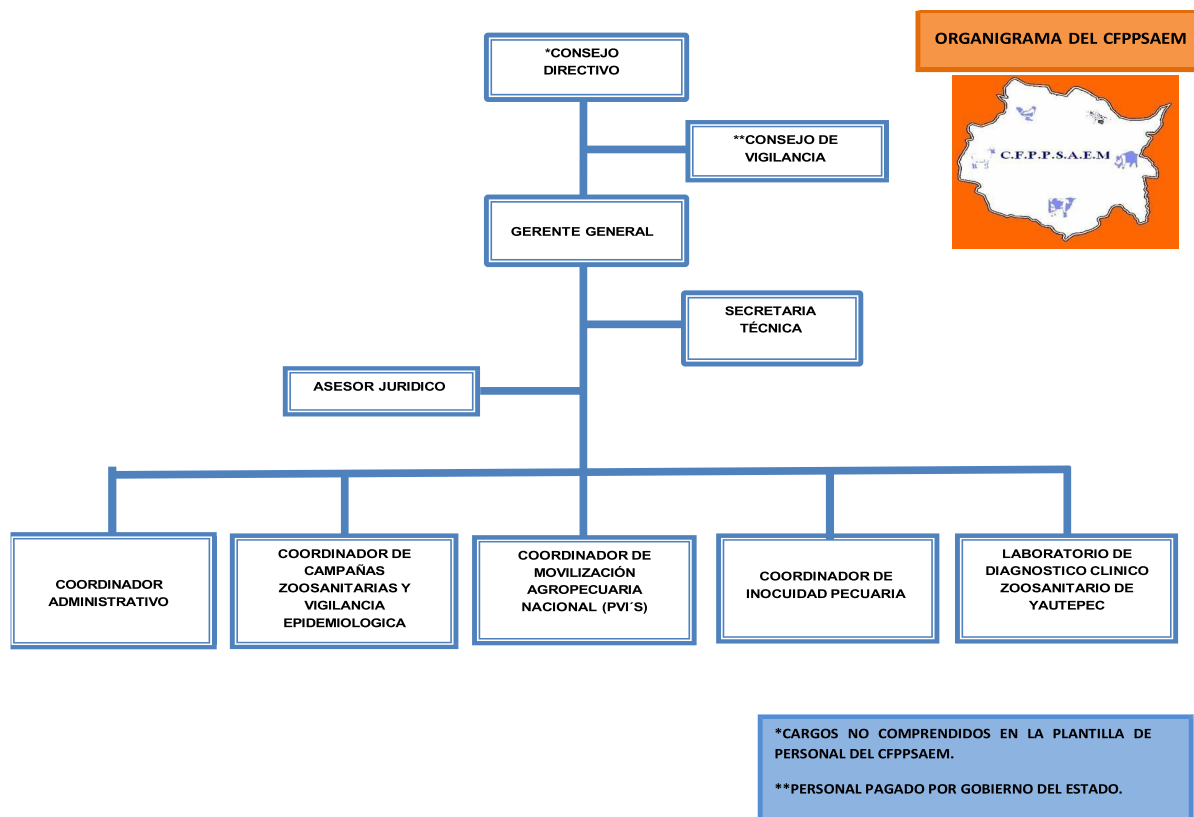 ORGANIGRAMA DEL CFPPSAEM
*CONSEJO
DIRECTIVO
**CONSEJO DE
VIGILANCIA
C.F.P.P.S.A.E.M
GERENTE GENERAL
SECRETARIA
TÉCNICA
ASESOR JURIDICO
COORDINADOR
ADMINISTRATIVO
COORDINADOR DE
CAMPAÑAS
ZOOSANITARIAS Y
VIGILANCIA
EPIDEMIOLOGICA
COORDINADOR DE
MOVILIZACIÓN
AGROPECUARIA
NACIONAL (PVI´S)
COORDINADOR DE
INOCUIDAD PECUARIA
LABORATORIO DE
DIAGNOSTICO CLINICO
ZOOSANITARIO DE
YAUTEPEC
*CARGOS NO COMPRENDIDOS EN LA PLANTILLA DE
PERSONAL DEL CFPPSAEM.
**PERSONAL PAGADO POR GOBIERNO DEL ESTADO.